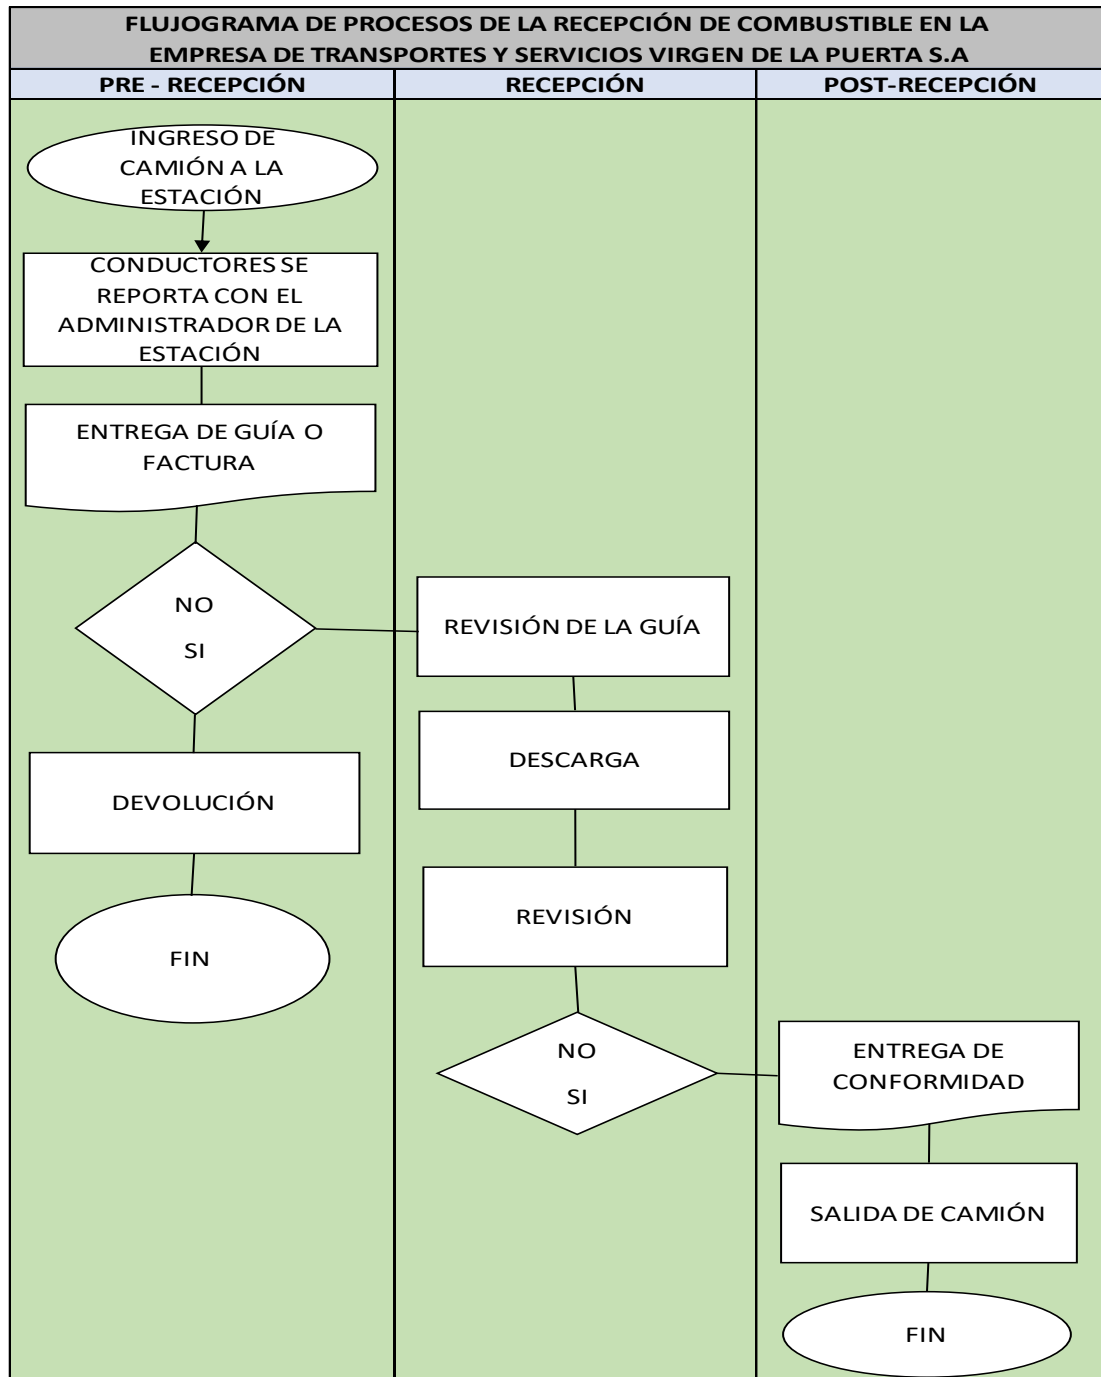 FLUJOGRAMA DE PROCESOS DE LA RECEPCIÓN DE COMBUSTIBLE EN LA
EMPRESA DE TRANSPORTES Y SERVICIOS VIRGEN DE LA PUERTA S.A
PRE - RECEPCIÓN
RECEPCIÓN
POST-RECEPCIÓN
INGRESO DE
CAMIÓN A LA
ESTACIÓN
CONDUCTORES SE
REPORTA CON EL
ADMINISTRADOR DE LA
ESTACIÓN
ENTREGA DE GUÍA O
FACTURA
NO
SI
DEVOLUCIÓN
FIN
REVISIÓN DE LA GUÍA
DESCARGA
REVISIÓN
NO
SI
ENTREGA DE
CONFORMIDAD
SALIDA DE CAMIÓN
FIN